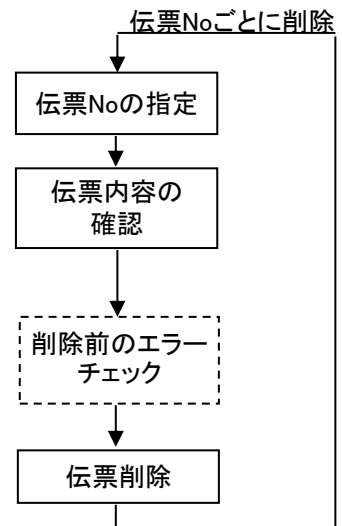 伝票Noごとに削除
伝票Noの指定
伝票内容の
確認
削除前のエラー
チェック
伝票削除